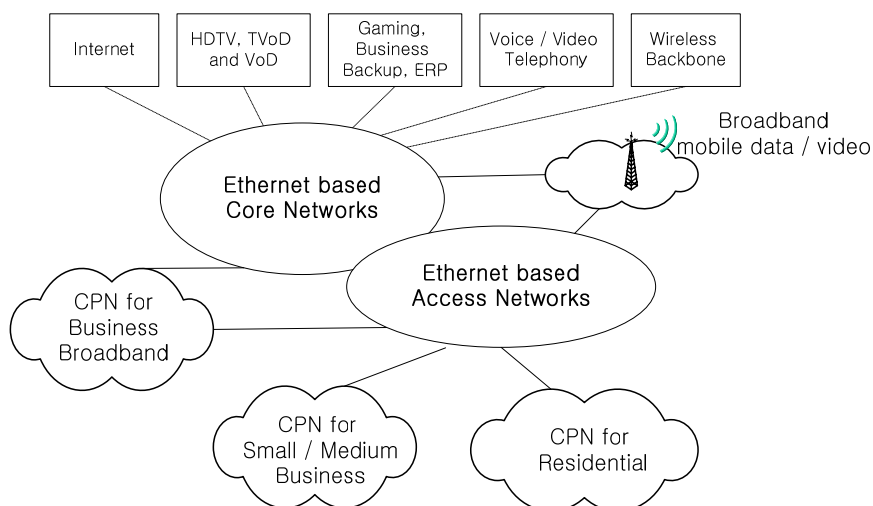 Internet
HDTV, TVoD
and VoD
Gaming,
Business
Backup, ERP
Voice / Video
Telephony
Wireless
Backbone
Broadband
mobile data / video
Ethernet based
Core Networks
Ethernet based
Access Networks
CPN for
Business
Broadband
CPN for
Small / Medium
Business
CPN for
Residential